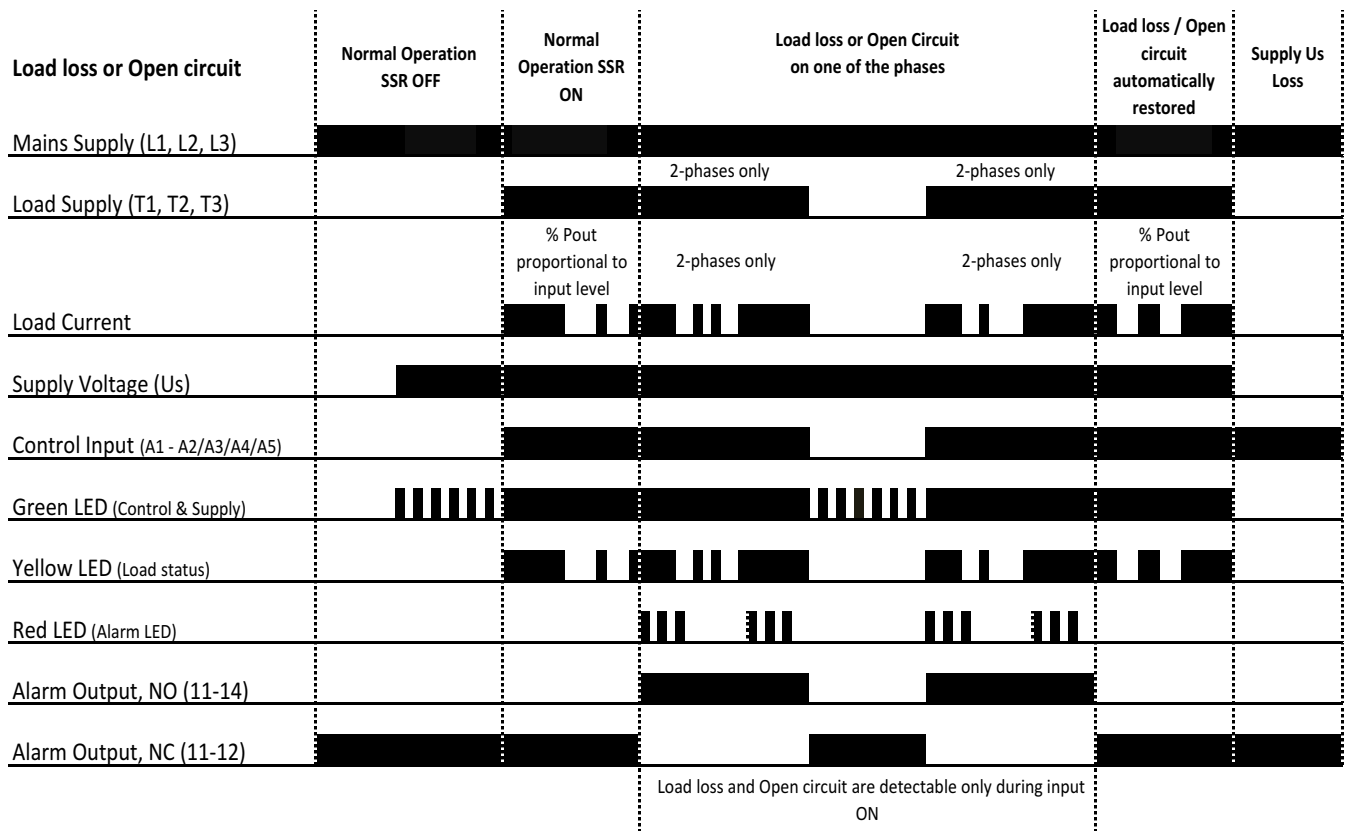 Load loss or Open circuit
Normal Operation
SSR OFF
Normal
Operation SSR
ON
Load loss or Open Circuit
on one of the phases
Load loss / Open
circuit
automatically
restored
Supply Us
Loss
Mains Supply (L1, L2, L3)
2-phases only
2-phases only
Load Supply (T1, T2, T3)
% Pout
proportional to
input level
2-phases only
2-phases only
% Pout
proportional to
input level
Load Current
Supply Voltage (Us)
Control Input (A1 - A2/A3/A4/A5)
Green LED (Control & Supply)
Yellow LED (Load status)
Red LED (Alarm LED)
Alarm Output, NO (11-14)
Alarm Output, NC (11-12)
Load loss and Open circuit are detectable only during input
ON